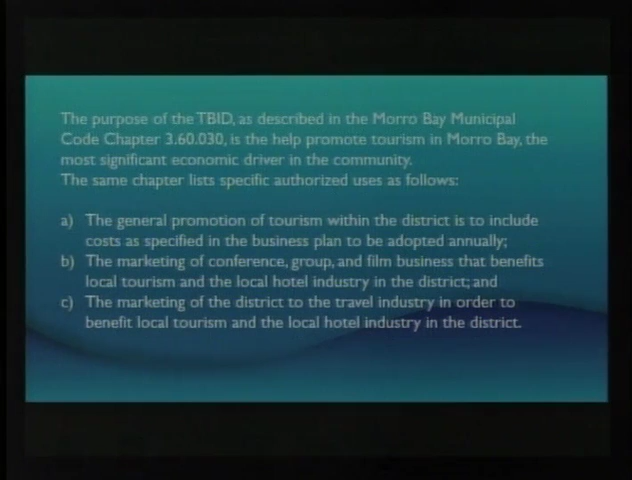 The purpose of the TBID, as described in the Morro Bay Municipal
Code Chapter 3.60.030, is the help promote tourism in Morro Bay, the
most significant economic driver in the community.
The same chapter lists specific authorized uses as follows:
a) The general promotion of tourism within the district is to include
costs as specified in the business plan to be adopted annually;
b) The marketing of conference, group, and film business that benefits
local tourism and the local hotel industry in the district; and
c) The marketing of the district to the travel industry in order to
benefit local tourism and the local hotel industry in the district.